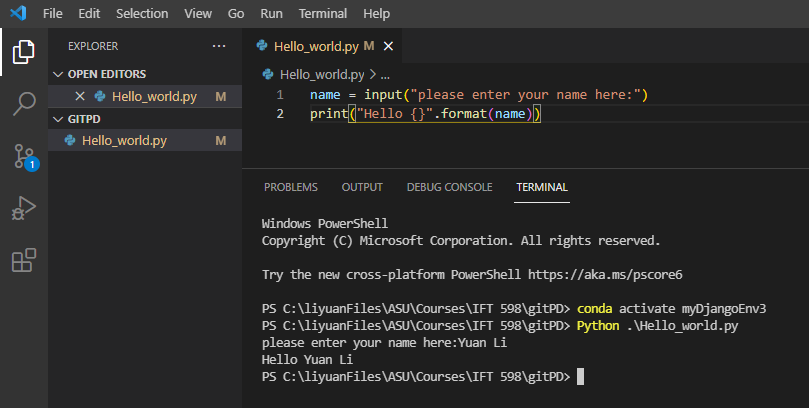 File Edit Selection View Go Run Terminal Help
EXPLORER ...
OPEN EDITORS
Hello_world.py M
GITPD
Hello_world.py M
1
Hello_world.py M
Hello_world.py > ...
1 name = input("please enter your name here:")
2 print("Hello {}".format(name))
PROBLEMS OUTPUT DEBUG CONSOLE TERMINAL
Windows PowerShell
Copyright (C) Microsoft Corporation. All rights reserved.
Try the new cross-platform PowerShell https://aka.ms/pscore6
PS C:\liyuanFiles\ASU\Courses\IFT 598\gitPD> conda activate myDjangoEnv3
PS C:\liyuanFiles\ASU\Courses\IFT 598\gitPD> Python .\Hello_world.py
please enter your name here:Yuan Li
Hello Yuan Li
PS C:\liyuanFiles\ASU\Courses\IFT 598\gitPD>